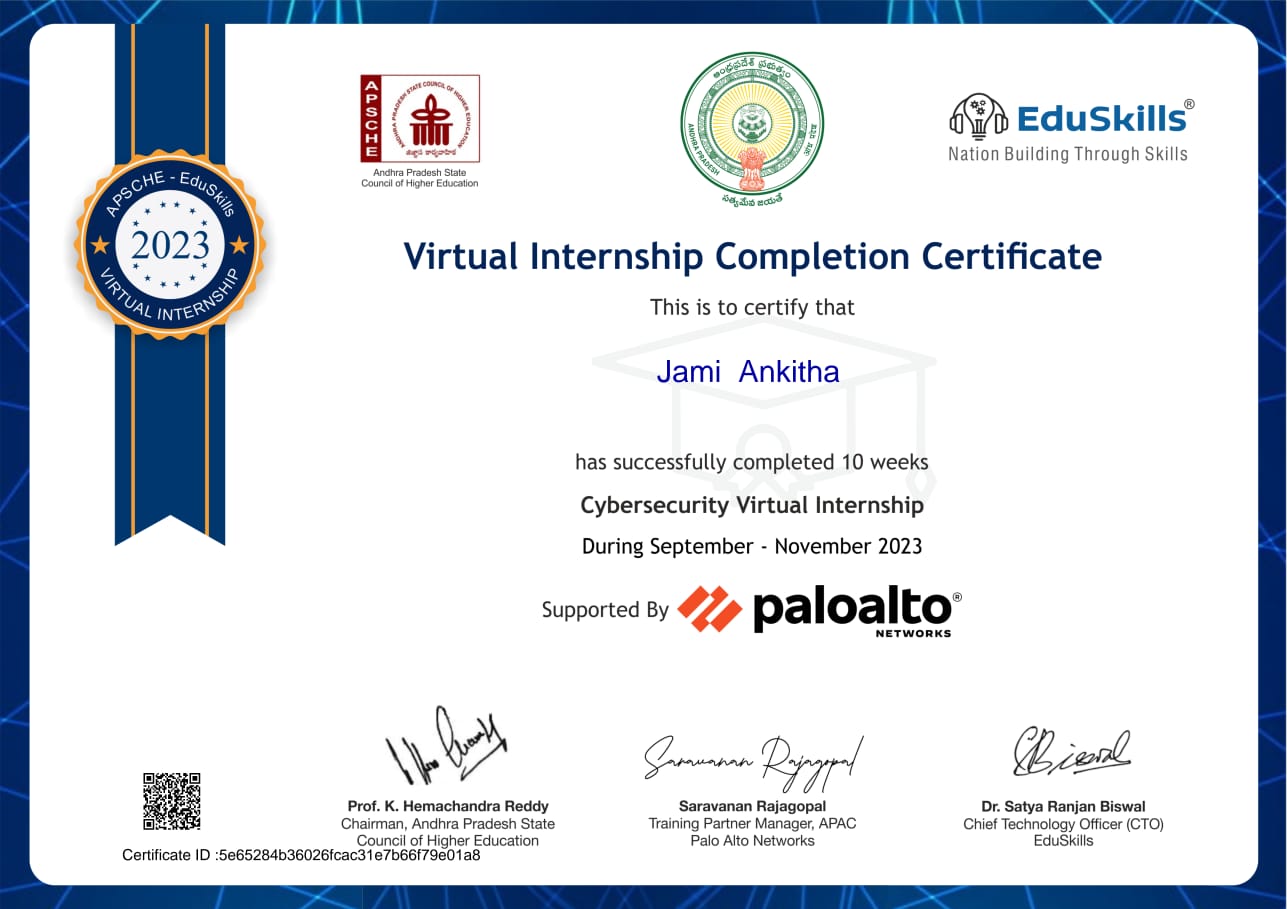 APSCHE - EduSkills
2023
VIRTUAL INTERNSHIP
APSCHE
ANDHRA PRADESH STATE COUNCIL OF HIGHER EDUCATION
Andhra Pradesh State
Council of Higher Education
ఆంధ్రప్రదేశ్ ప్రభుత్వం
ANDHRA PRADESH
సత్యమేవ జయతే
EduSkills®
Nation Building Through Skills
Virtual Internship Completion Certificate
This is to certify that
Jami Ankitha
has successfully completed 10 weeks
Cybersecurity Virtual Internship
During September - November 2023
Supported By paloalto®
NETWORKS
Saravanan Rajagopal
Prof. K. Hemachandra Reddy
Chairman, Andhra Pradesh State
Council of Higher Education
Saravanan Rajagopal
Training Partner Manager, APAC
Palo Alto Networks
Dr. Satya Ranjan Biswal
Chief Technology Officer (CTO)
EduSkills
Certificate ID :5e65284b36026fcac31e7b66f79e01a8